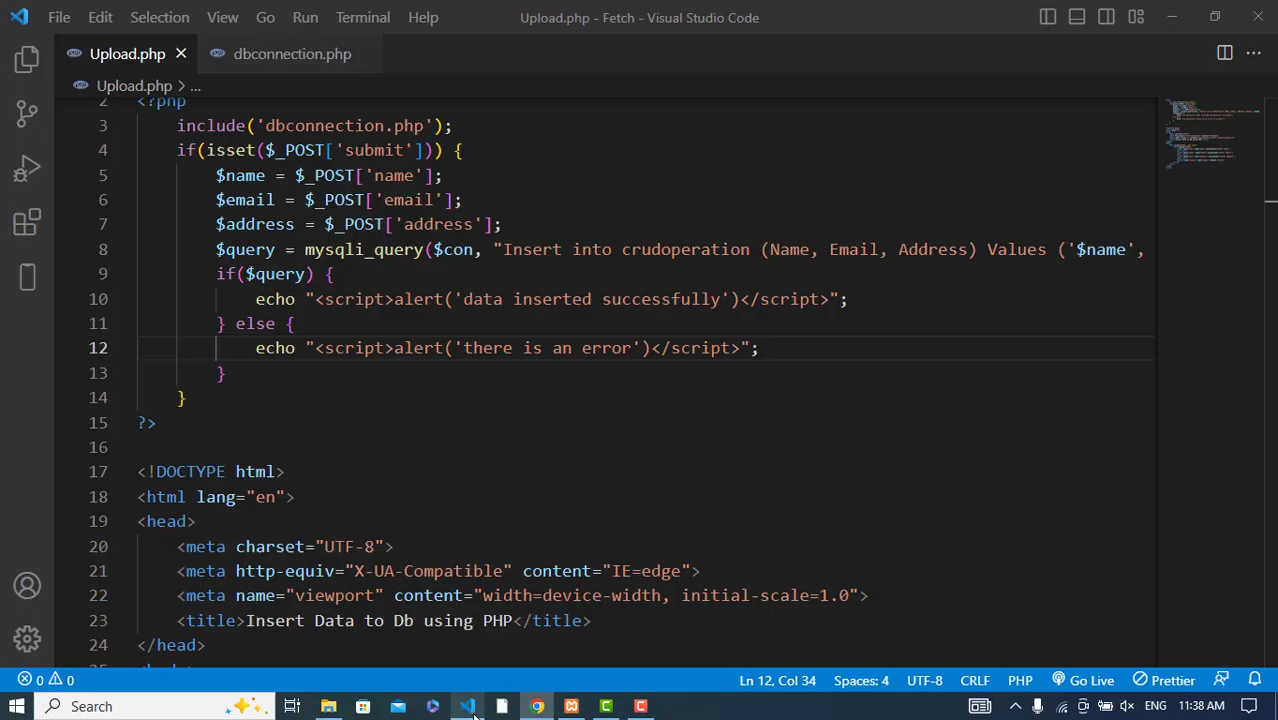 File Edit Selection View Go Run Terminal Help Upload.php - Fetch - Visual Studio Code
Upload.php dbconnection.php
Upload.php > ...
2 <?php
3 include('dbconnection.php');
4 if(isset($_POST['submit'])) {
5 $name = $_POST['name'];
6 $email = $_POST['email'];
7 $address = $_POST['address'];
8 $query = mysqli_query($con, "Insert into crudoperation (Name, Email, Address) Values ('$name',
9 if($query) {
10 echo "<script>alert('data inserted successfully')</script>";
11 } else {
12 echo "<script>alert('there is an error')</script>";
13 }
14 }
15 ?>
16
17 <!DOCTYPE html>
18 <html lang="en">
19 <head>
20 <meta charset="UTF-8">
21 <meta http-equiv="X-UA-Compatible" content="IE=edge">
22 <meta name="viewport" content="width=device-width, initial-scale=1.0">
23 <title>Insert Data to Db using PHP</title>
24 </head>
0 0 Ln 12, Col 34 Spaces: 4 UTF-8 CRLF PHP Go Live Prettier
Search ENG 11:38 AM